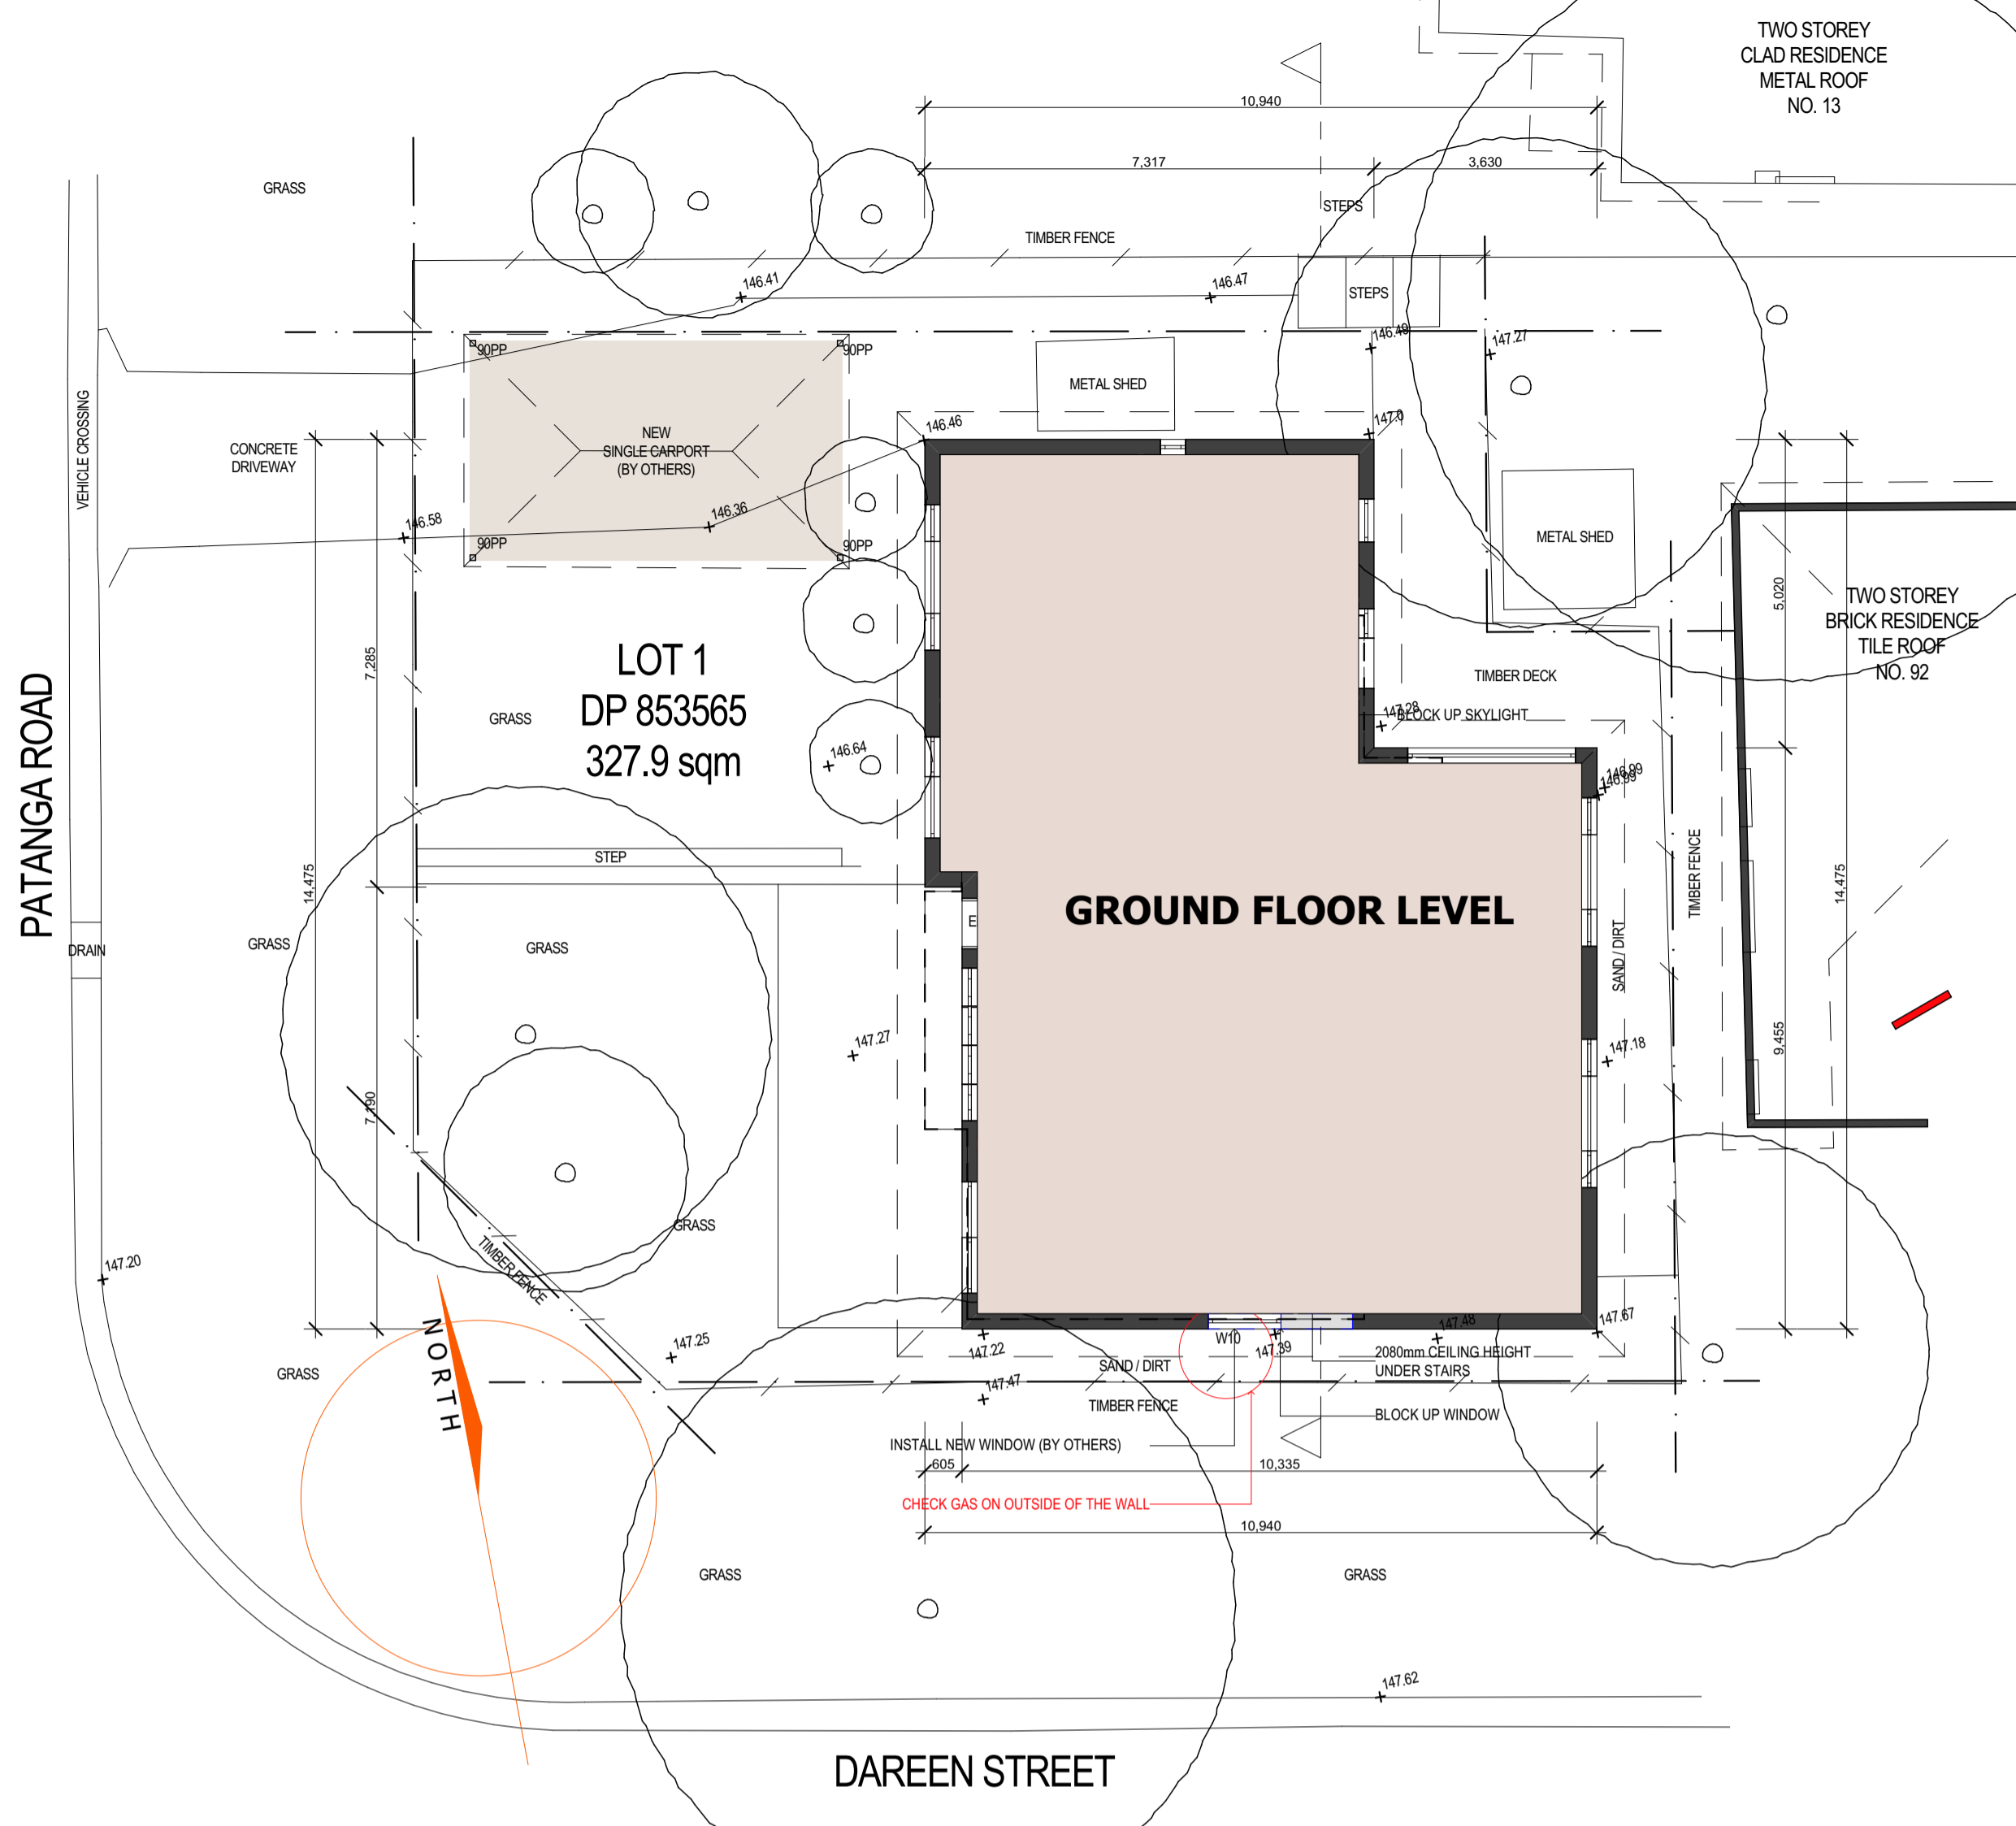 TWO STOREY
CLAD RESIDENCE
METAL ROOF
NO. 13
10,940
7,317
3,630
GRASS
STEPS
TIMBER FENCE
146.41
146.47
STEPS
146.49
147.27
90PP
90PP
METAL SHED
147.0
146.46
VEHICLE CROSSING
CONCRETE
DRIVEWAY
NEW
SINGLE CARPORT
(BY OTHERS)
146.58
146.36
90PP
90PP
METAL SHED
5,020
TWO STOREY
BRICK RESIDENCE
TILE ROOF
NO. 92
7,285
LOT 1
DP 853565
327.9 sqm
TIMBER DECK
GRASS
147.28
BLOCK UP SKYLIGHT
146.64
146.99
146.99
PATANGA ROAD
STEP
14,475
TIMBER FENCE
14,475
GROUND FLOOR LEVEL
E
GRASS
GRASS
DRAIN
SAND / DIRT
147.27
147.18
9,455
7,190
GRASS
TIMBER FENCE
147.20
NORTH
147.25
147.22
W10
147.39
147.48
147.67
2080mm CEILING HEIGHT
UNDER STAIRS
SAND / DIRT
GRASS
147.47
TIMBER FENCE
BLOCK UP WINDOW
INSTALL NEW WINDOW (BY OTHERS)
605
10,335
CHECK GAS ON OUTSIDE OF THE WALL
10,940
GRASS
GRASS
147.62
DAREEN STREET